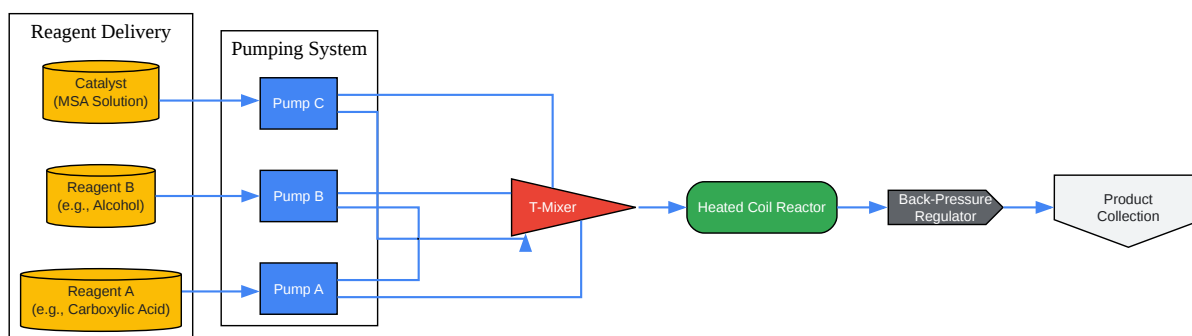 Reagent Delivery
Pumping System
Catalyst
(MSA Solution)
Pump C
Reagent B
(e.g., Alcohol)
Pump B
T-Mixer
Heated Coil Reactor
Back-Pressure
Regulator
Product
Collection
Reagent A
(e.g., Carboxylic Acid)
Pump A